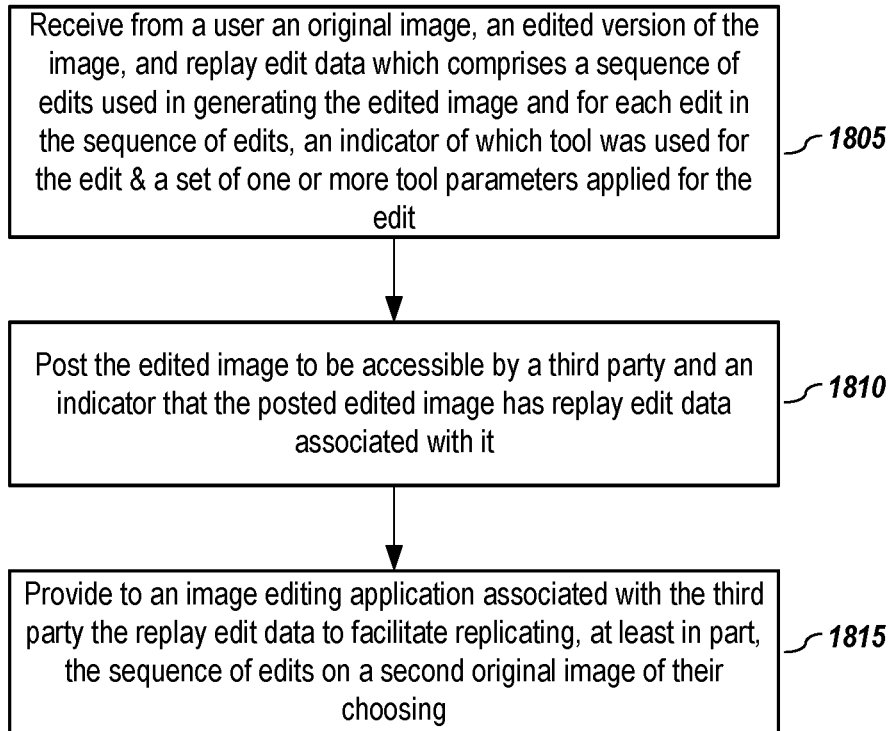 Receive from a user an original image, an edited version of the
image, and replay edit data which comprises a sequence of
edits used in generating the edited image and for each edit in
the sequence of edits, an indicator of which tool was used for
the edit & a set of one or more tool parameters applied for the
edit
1805
Post the edited image to be accessible by a third party and an
indicator that the posted edited image has replay edit data
associated with it
1810
Provide to an image editing application associated with the third
party the replay edit data to facilitate replicating, at least in part,
the sequence of edits on a second original image of their
choosing
1815